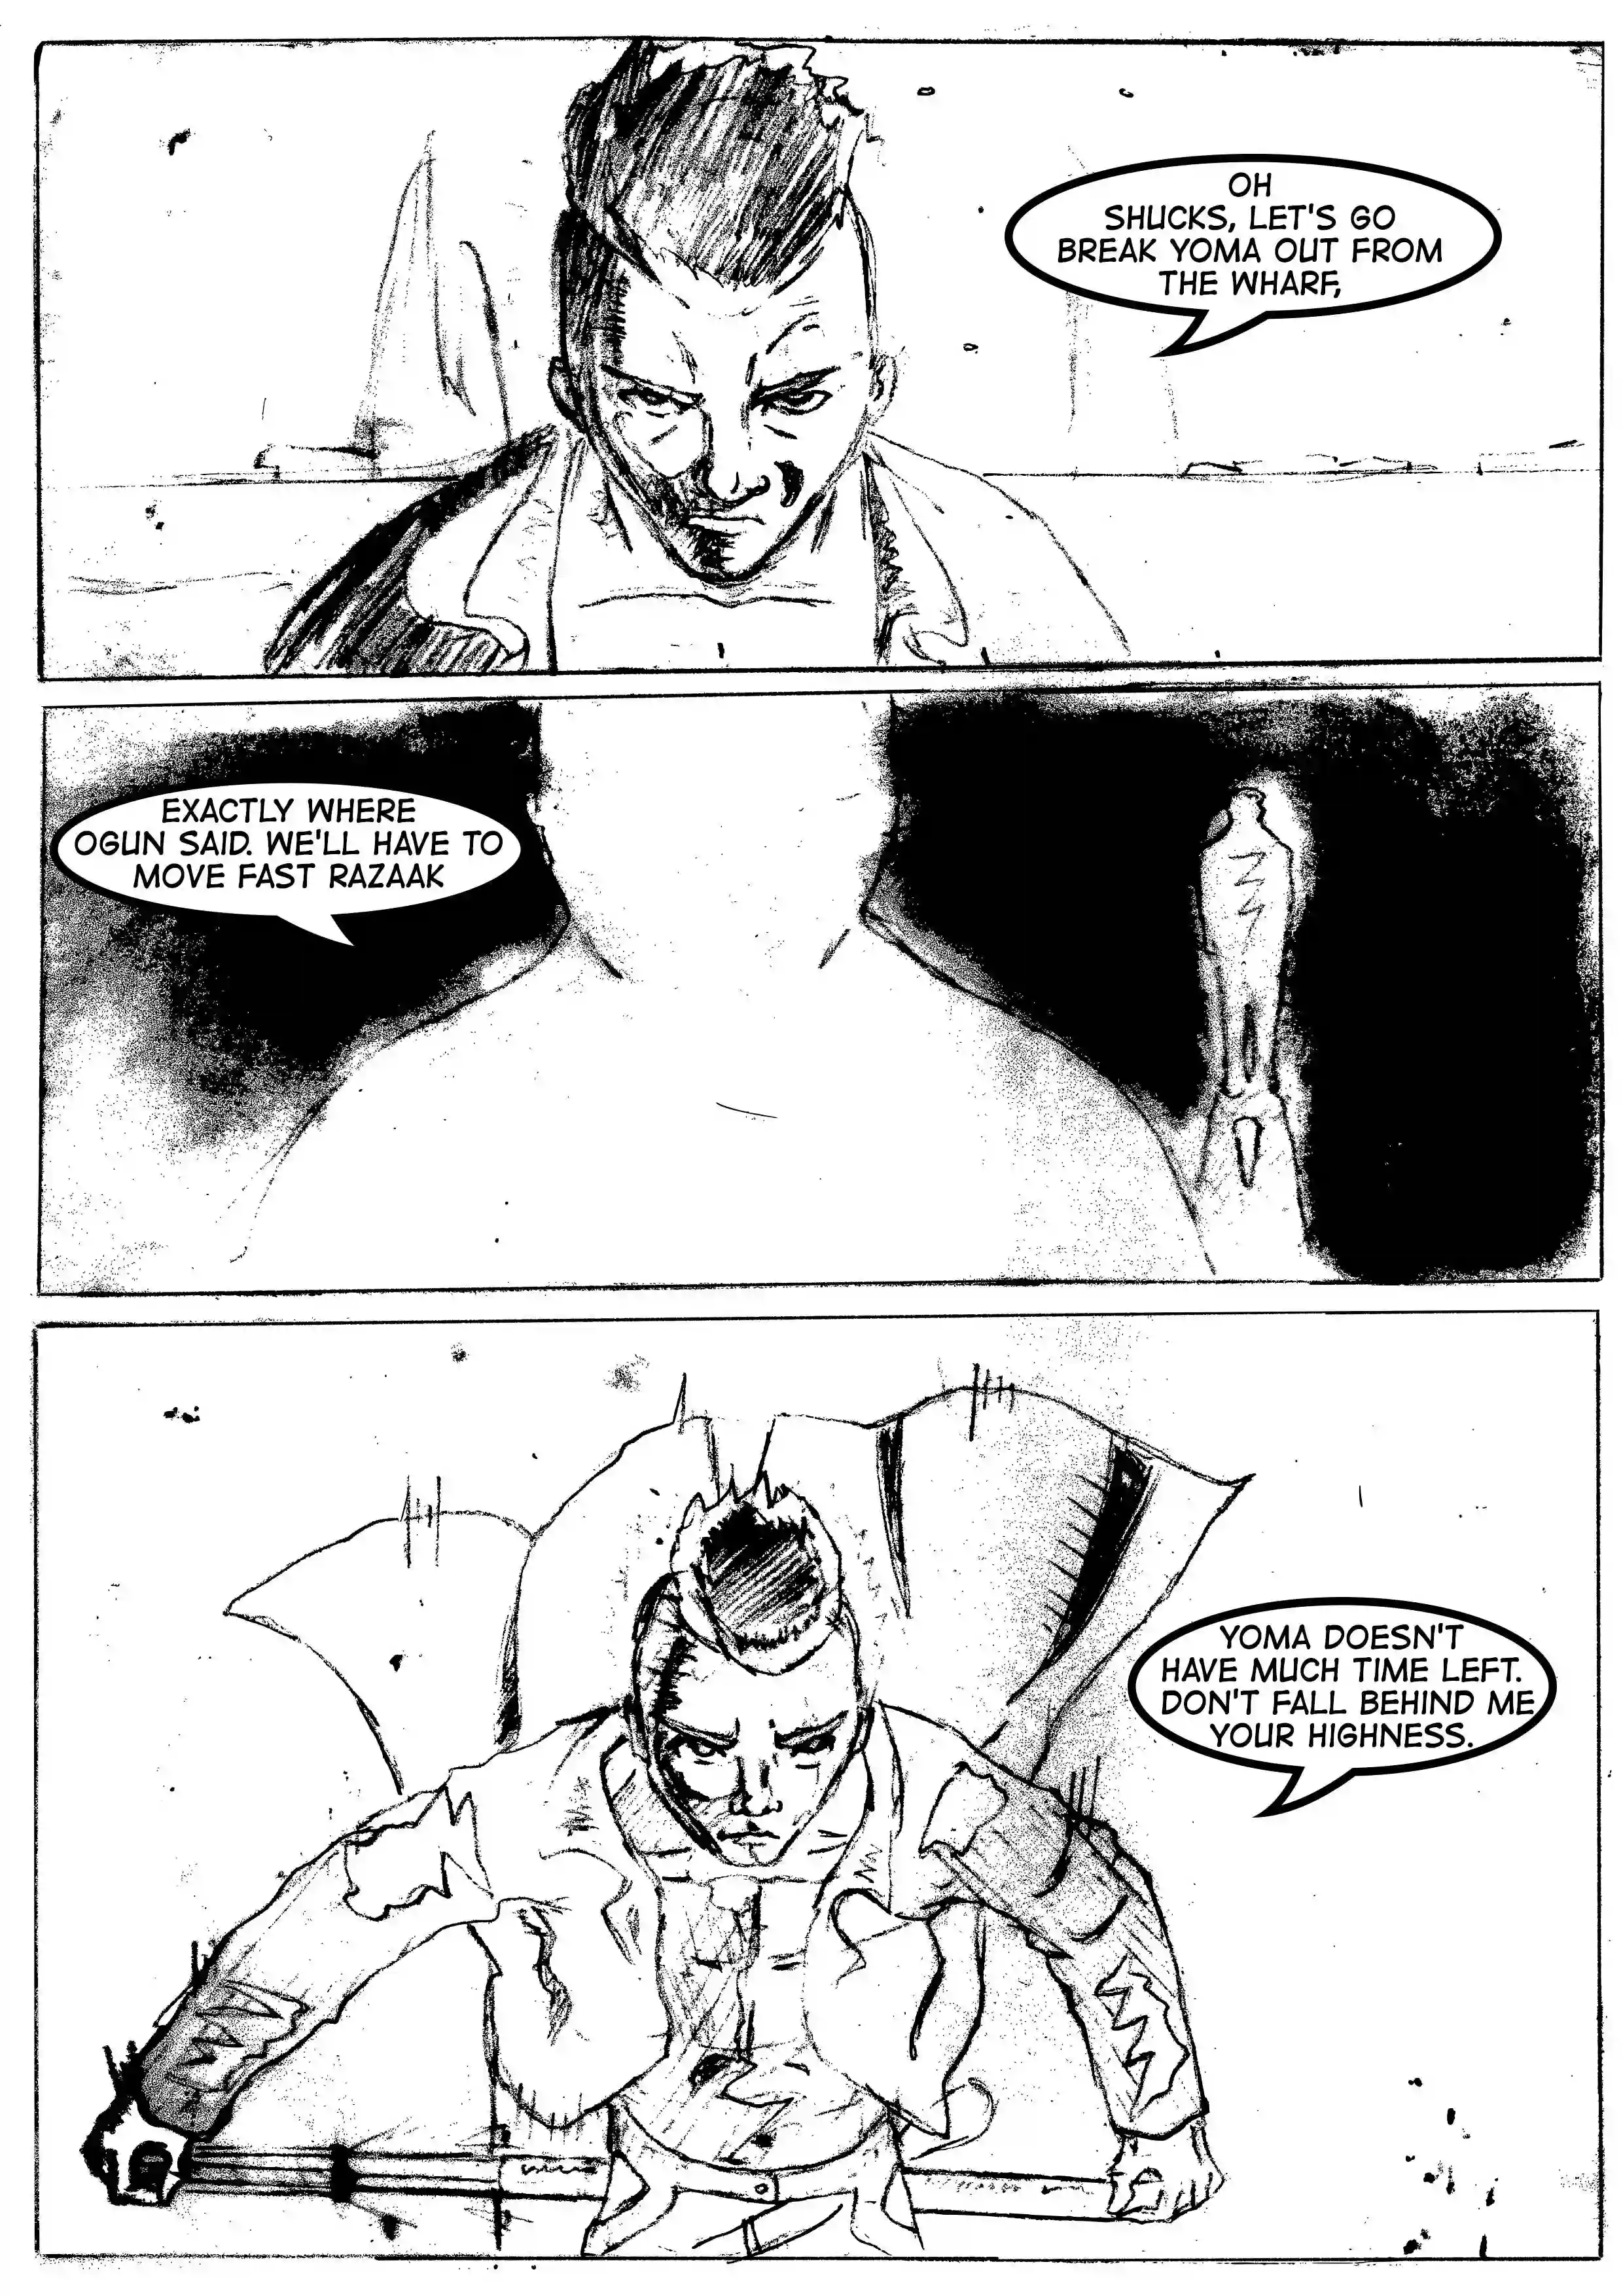 OH
SHUCKS, LET'S GO
BREAK YOMA OUT FROM
THE WHARF,
EXACTLY WHERE
OGUN SAID. WE'LL HAVE TO
MOVE FAST RAZAAK
YOMA DOESN'T
HAVE MUCH TIME LEFT.
DON'T FALL BEHIND ME
YOUR HIGHNESS.